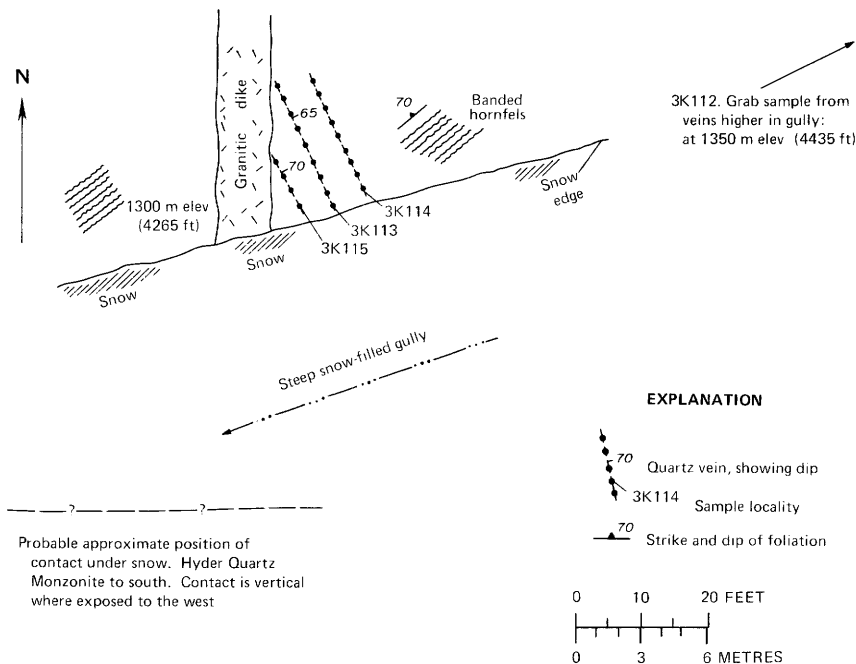 N
Granitic dike
65
70
70
Banded
hornfels
3K112. Grab sample from
veins higher in gully:
at 1350 m elev (4435 ft)
1300 m elev
(4265 ft)
3K114
3K113
3K115
Snow
edge
Snow
Snow
Steep snow-filled gully
EXPLANATION
70
Quartz vein, showing dip
3K114
Sample locality
70
Strike and dip of foliation
? ?
Probable approximate position of
contact under snow. Hyder Quartz
Monzonite to south. Contact is vertical
where exposed to the west
0 10 20 FEET
0 3 6 METRES